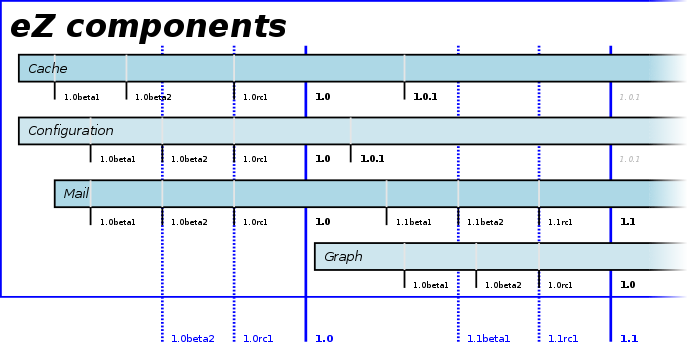 eZ components
Cache
1.0beta1 1.0beta2 1.0rc1 1.0 1.0.1 1.0.1
Configuration
1.0beta1 1.0beta2 1.0rc1 1.0 1.0.1 1.0.1
Mail
1.0beta1 1.0beta2 1.0rc1 1.0 1.1beta1 1.1beta2 1.1rc1 1.1
Graph
1.0beta1 1.0beta2 1.0rc1 1.0
1.0beta2 1.0rc1 1.0 1.1beta1 1.1rc1 1.1